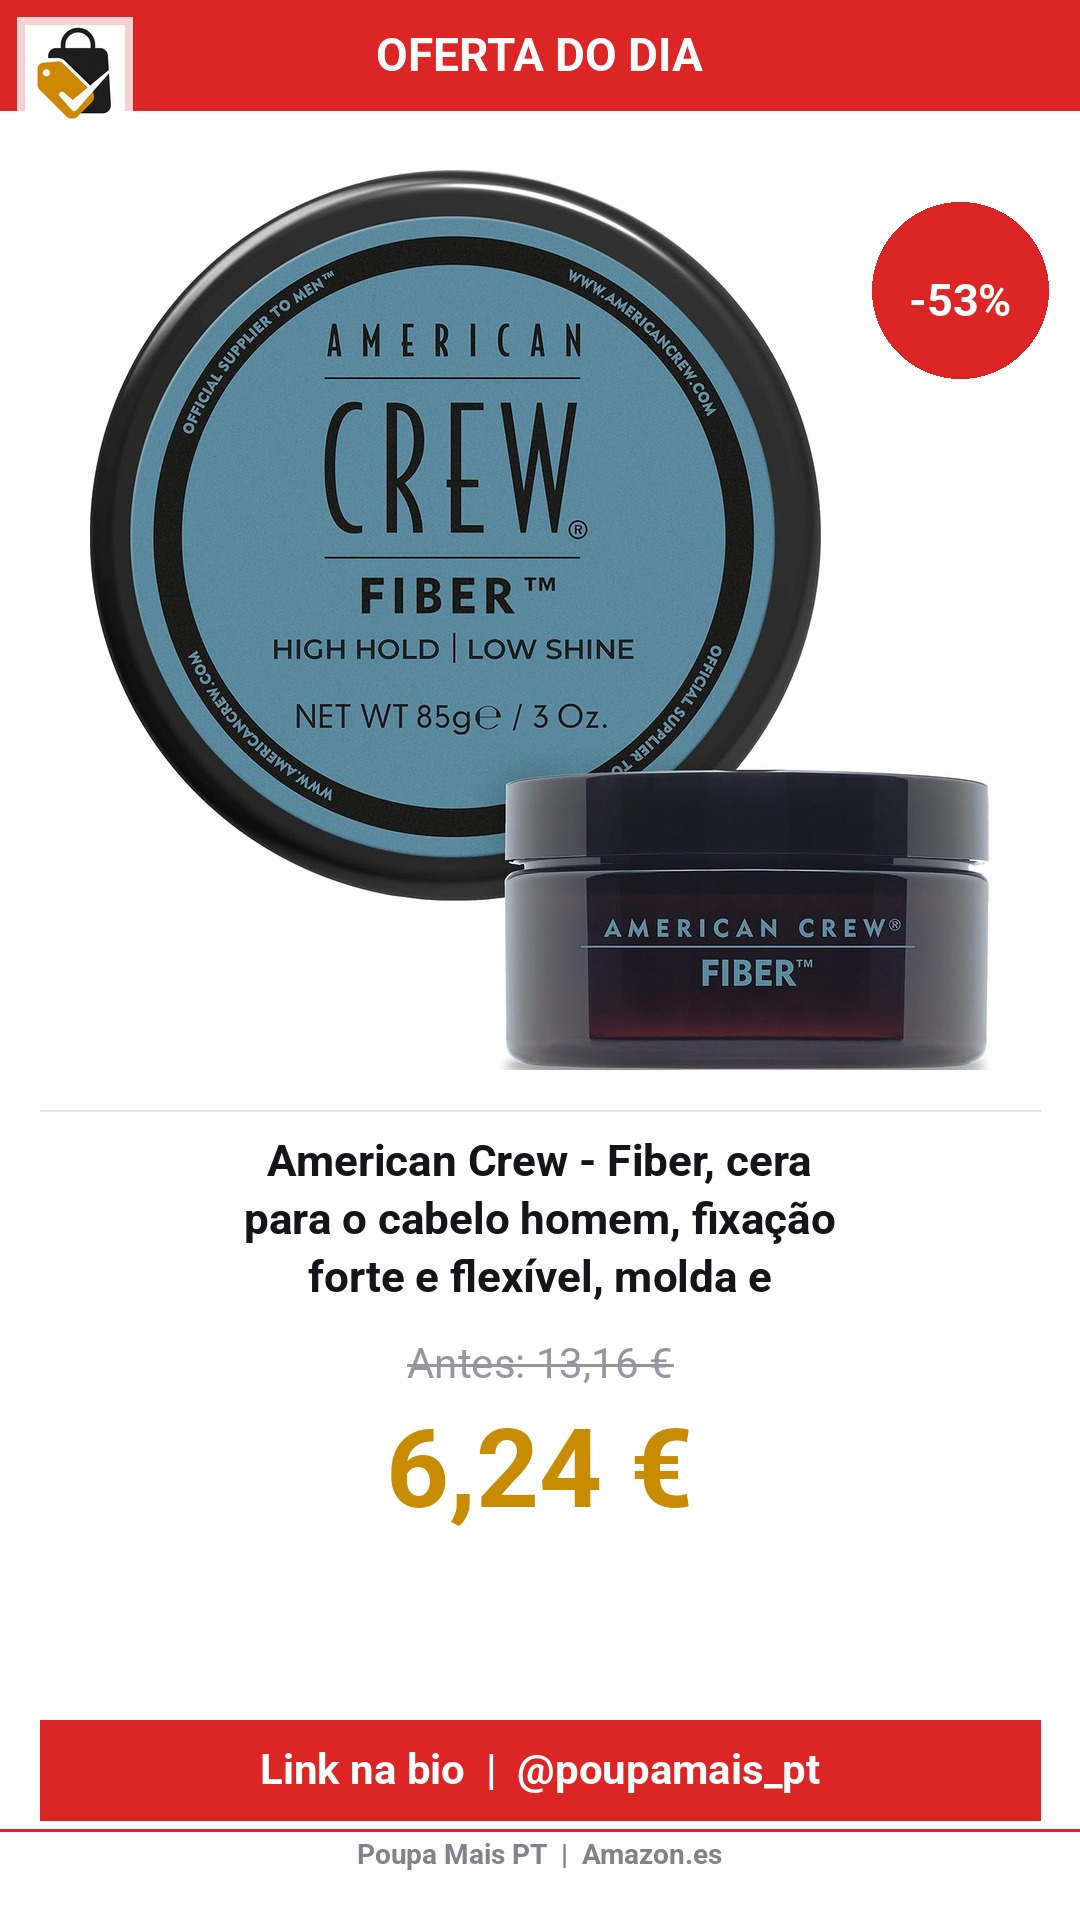 OFERTA DO DIA
-53%
OFFICIAL SUPPLIER TO MEN™
WWW.AMERICANCREW.COM
AMERICAN
CREW®
FIBER™
HIGH HOLD | LOW SHINE
NET WT 85g℮ / 3 Oz.
WWW.AMERICANCREW.COM
OFFICIAL SUPPLIER TO
AMERICAN CREW®
FIBER™
American Crew - Fiber, cera
para o cabelo homem, fixação
forte e flexível, molda e
Antes: 13,16 €
6,24 €
Link na bio | @poupamais_pt
Poupa Mais PT | Amazon.es